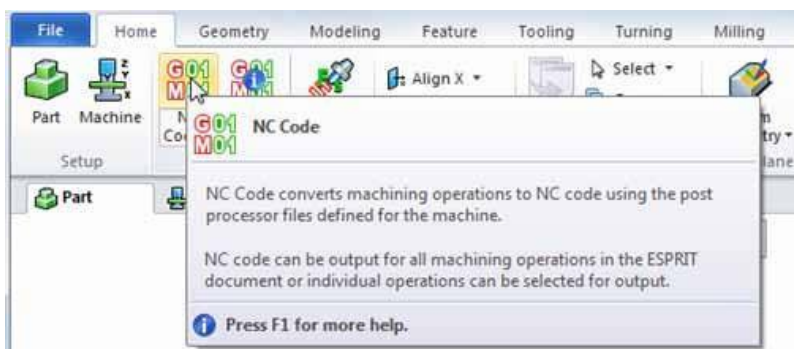 File Home Geometry Modeling Feature Tooling Turning Milling
G01 M01
Align X
Select
Part Machine
Setup
G01 M01 NC Code
Part
NC Code converts machining operations to NC code using the post
processor files defined for the machine.
NC code can be output for all machining operations in the ESPRIT
document or individual operations can be selected for output.
Press F1 for more help.